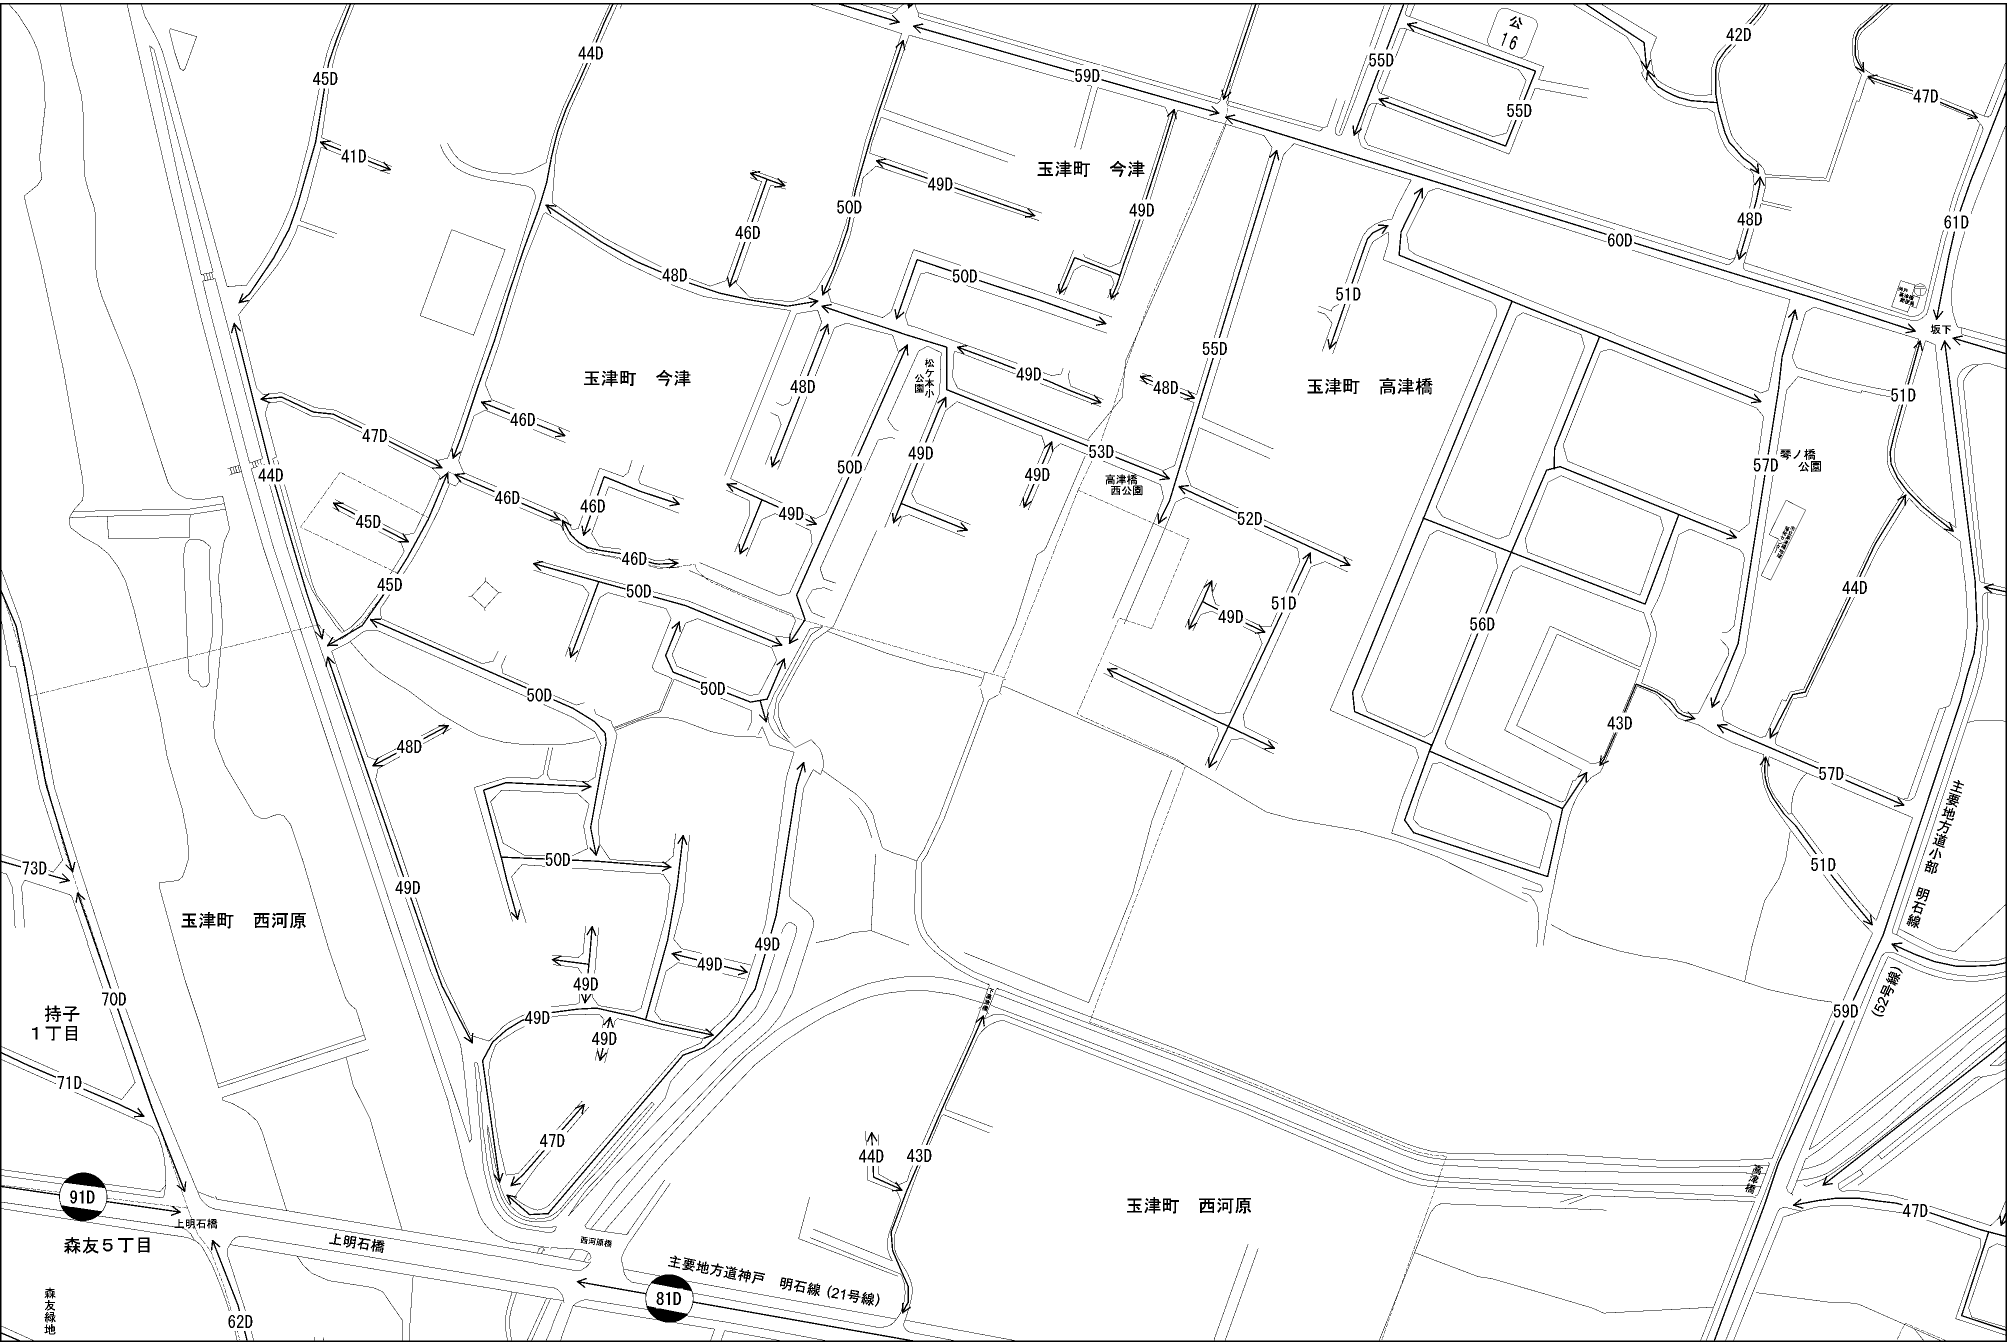 公
16
45D
44D
59D
55D
55D
42D
47D
41D
玉津町　今津
49D
49D
50D
46D
48D
50D
51D
60D
48D
61D
坂下
玉津町　今津
松ケ本小
公園
48D
49D
48D
55D
玉津町　高津橋
51D
46D
47D
44D
46D
46D
45D
45D
46D
49D
50D
49D
49D
53D
高津橋
西公園
52D
57D
琴ノ橋
公園
44D
50D
49D
51D
56D
43D
50D
50D
48D
57D
51D
50D
主要地方道小部　明石線
(52号線)
73D
49D
玉津町　西河原
49D
49D
49D
70D
持子
1丁目
49D
49D
59D
71D
47D
44D
43D
高津橋
91D
上明石橋
森友5丁目
上明石橋
西河原橋
玉津町　西河原
47D
主要地方道神戸　明石線 (21号線)
81D
62D
森友緑地